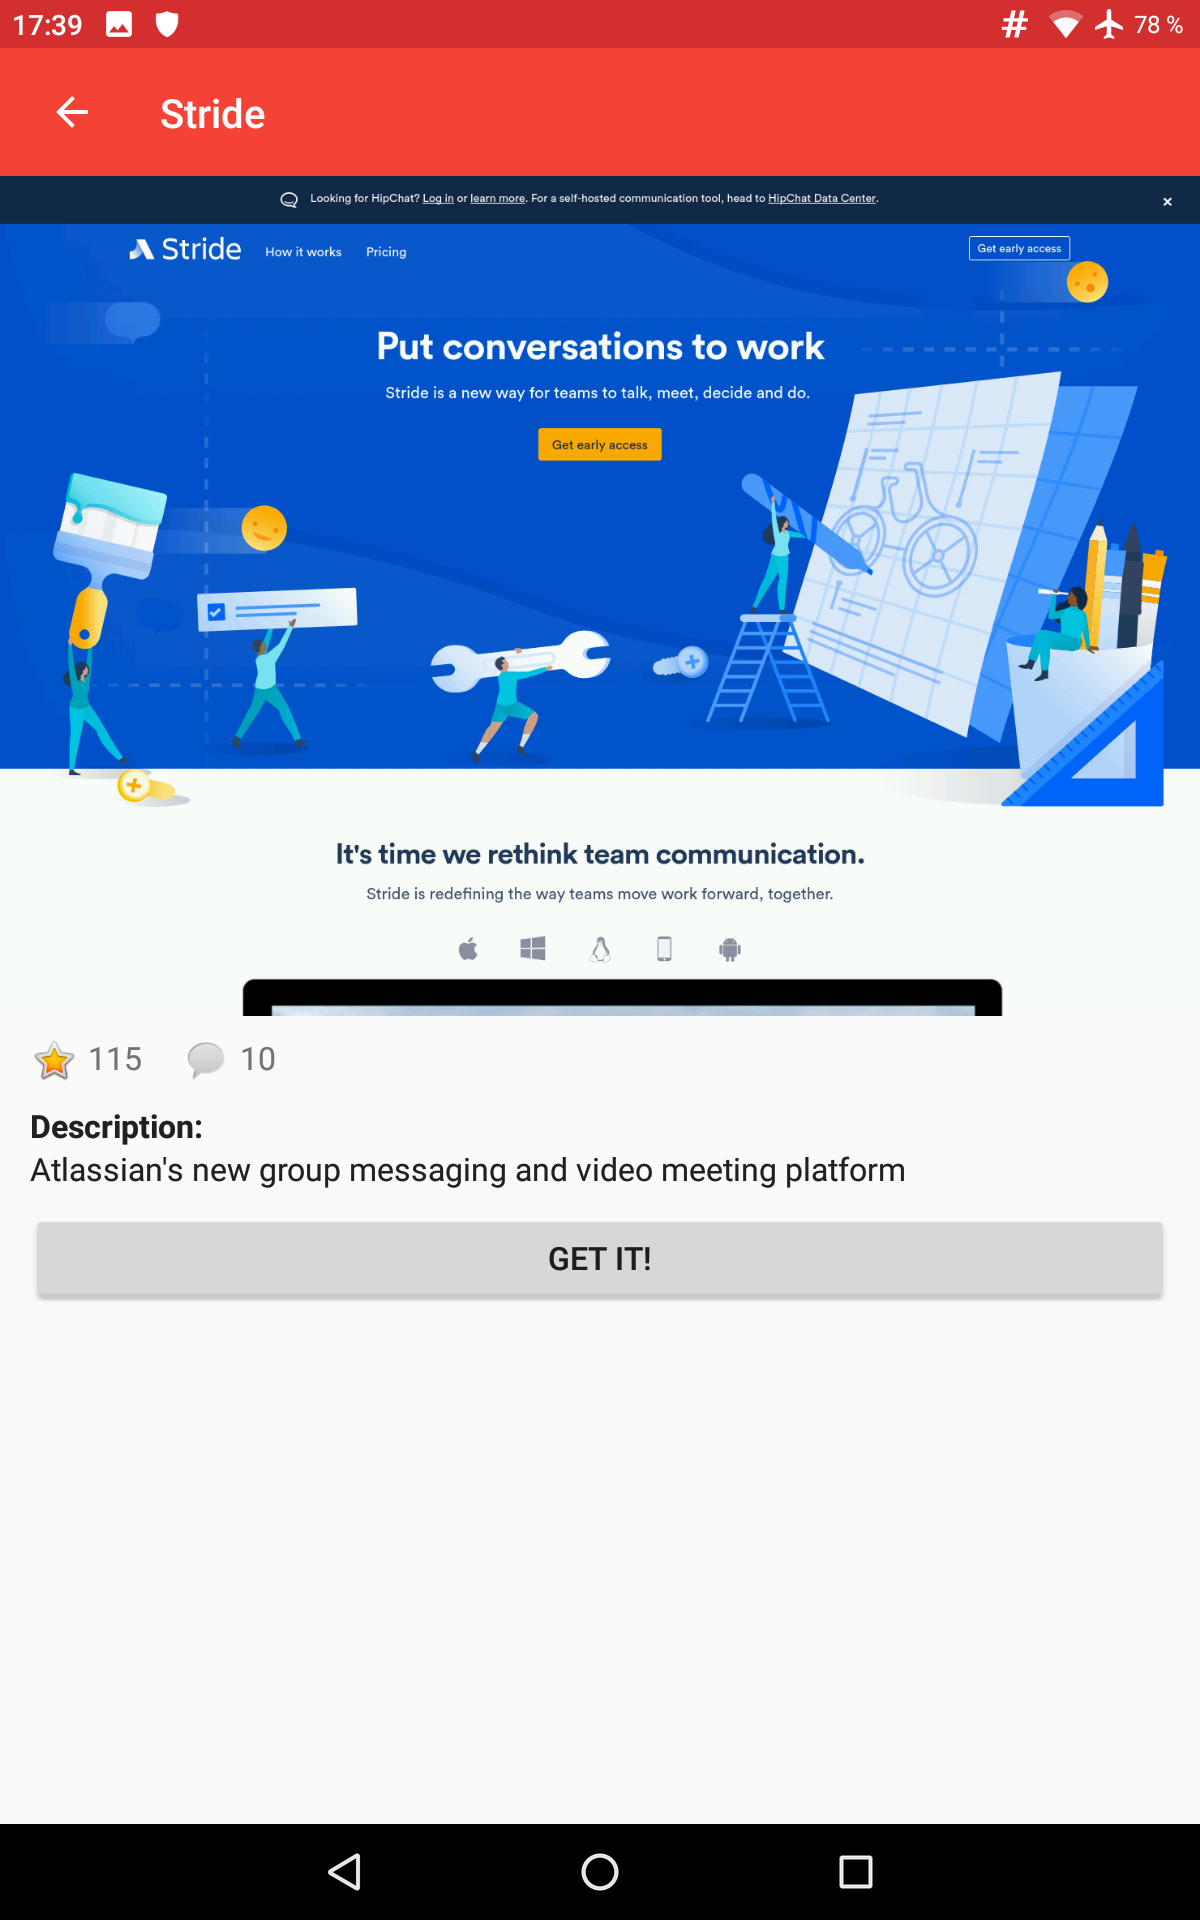 17:39
78 %
Stride
Looking for HipChat? Log in or learn more. For a self-hosted communication tool, head to HipChat Data Center.
Stride How it works Pricing Get early access
Put conversations to work
Stride is a new way for teams to talk, meet, decide and do.
Get early access
It's time we rethink team communication.
Stride is redefining the way teams move work forward, together.
115 10
Description:
Atlassian's new group messaging and video meeting platform
GET IT!